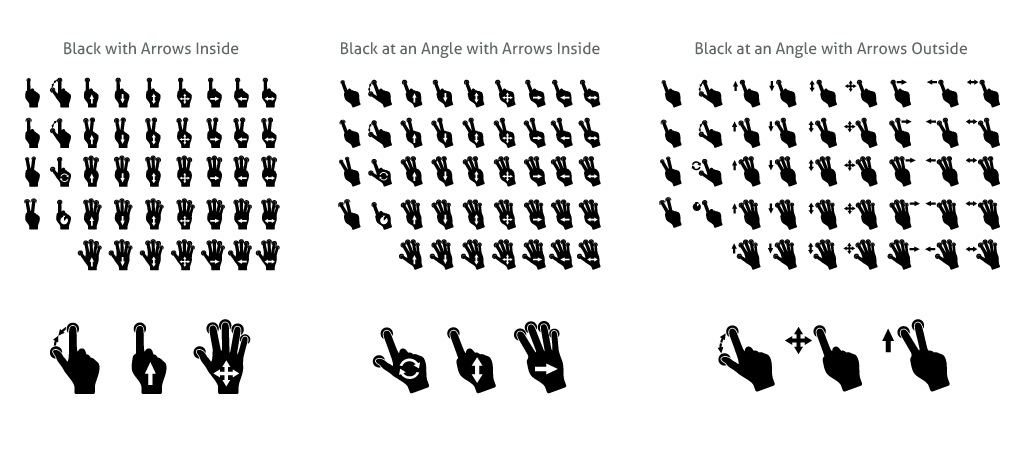 Black with Arrows Inside
Black at an Angle with Arrows Inside
Black at an Angle with Arrows Outside